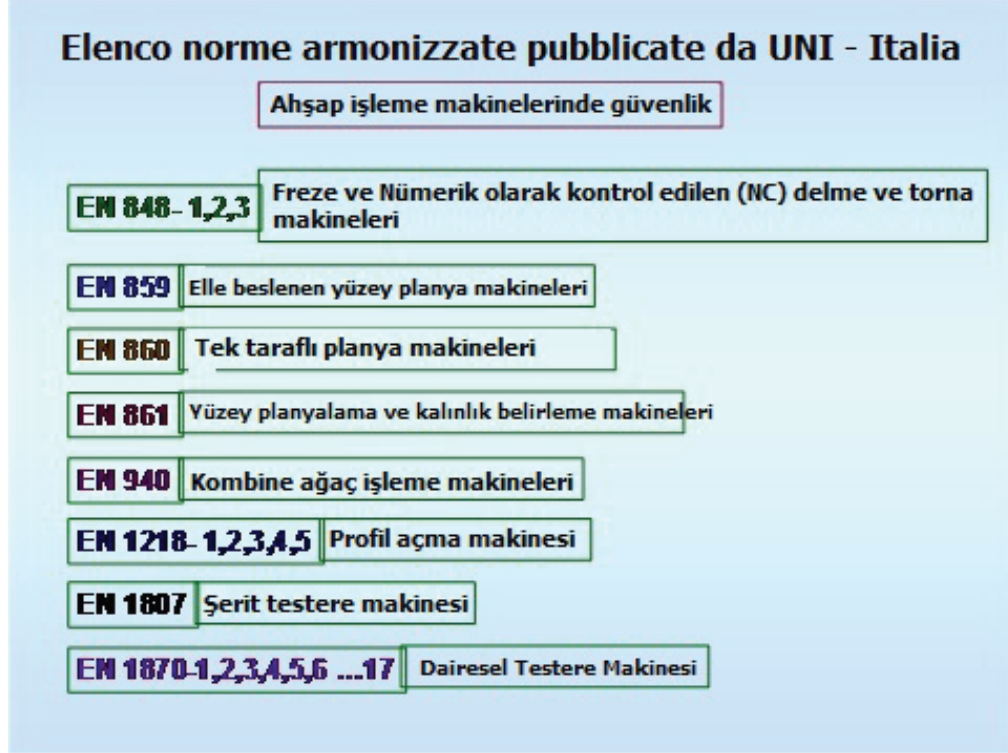 Elenco norme armonizzate pubblicate da UNI - Italia
Ahşap işleme makinelerinde güvenlik
EN 848- 1,2,3 Freze ve Nümerik olarak kontrol edilen (NC) delme ve torna
makineleri
EN 859 Elle beslenen yüzey planya makineleri
EN 860 Tek taraflı planya makineleri
EN 861 Yüzey planyalama ve kalınlık belirleme makineleri
EN 940 Kombine ağaç işleme makineleri
EN 1218- 1,2,3,4,5 Profil açma makinesi
EN 1807 Şerit testere makinesi
EN 1870-1,2,3,4,5,6 ...17 Dairesel Testere Makinesi